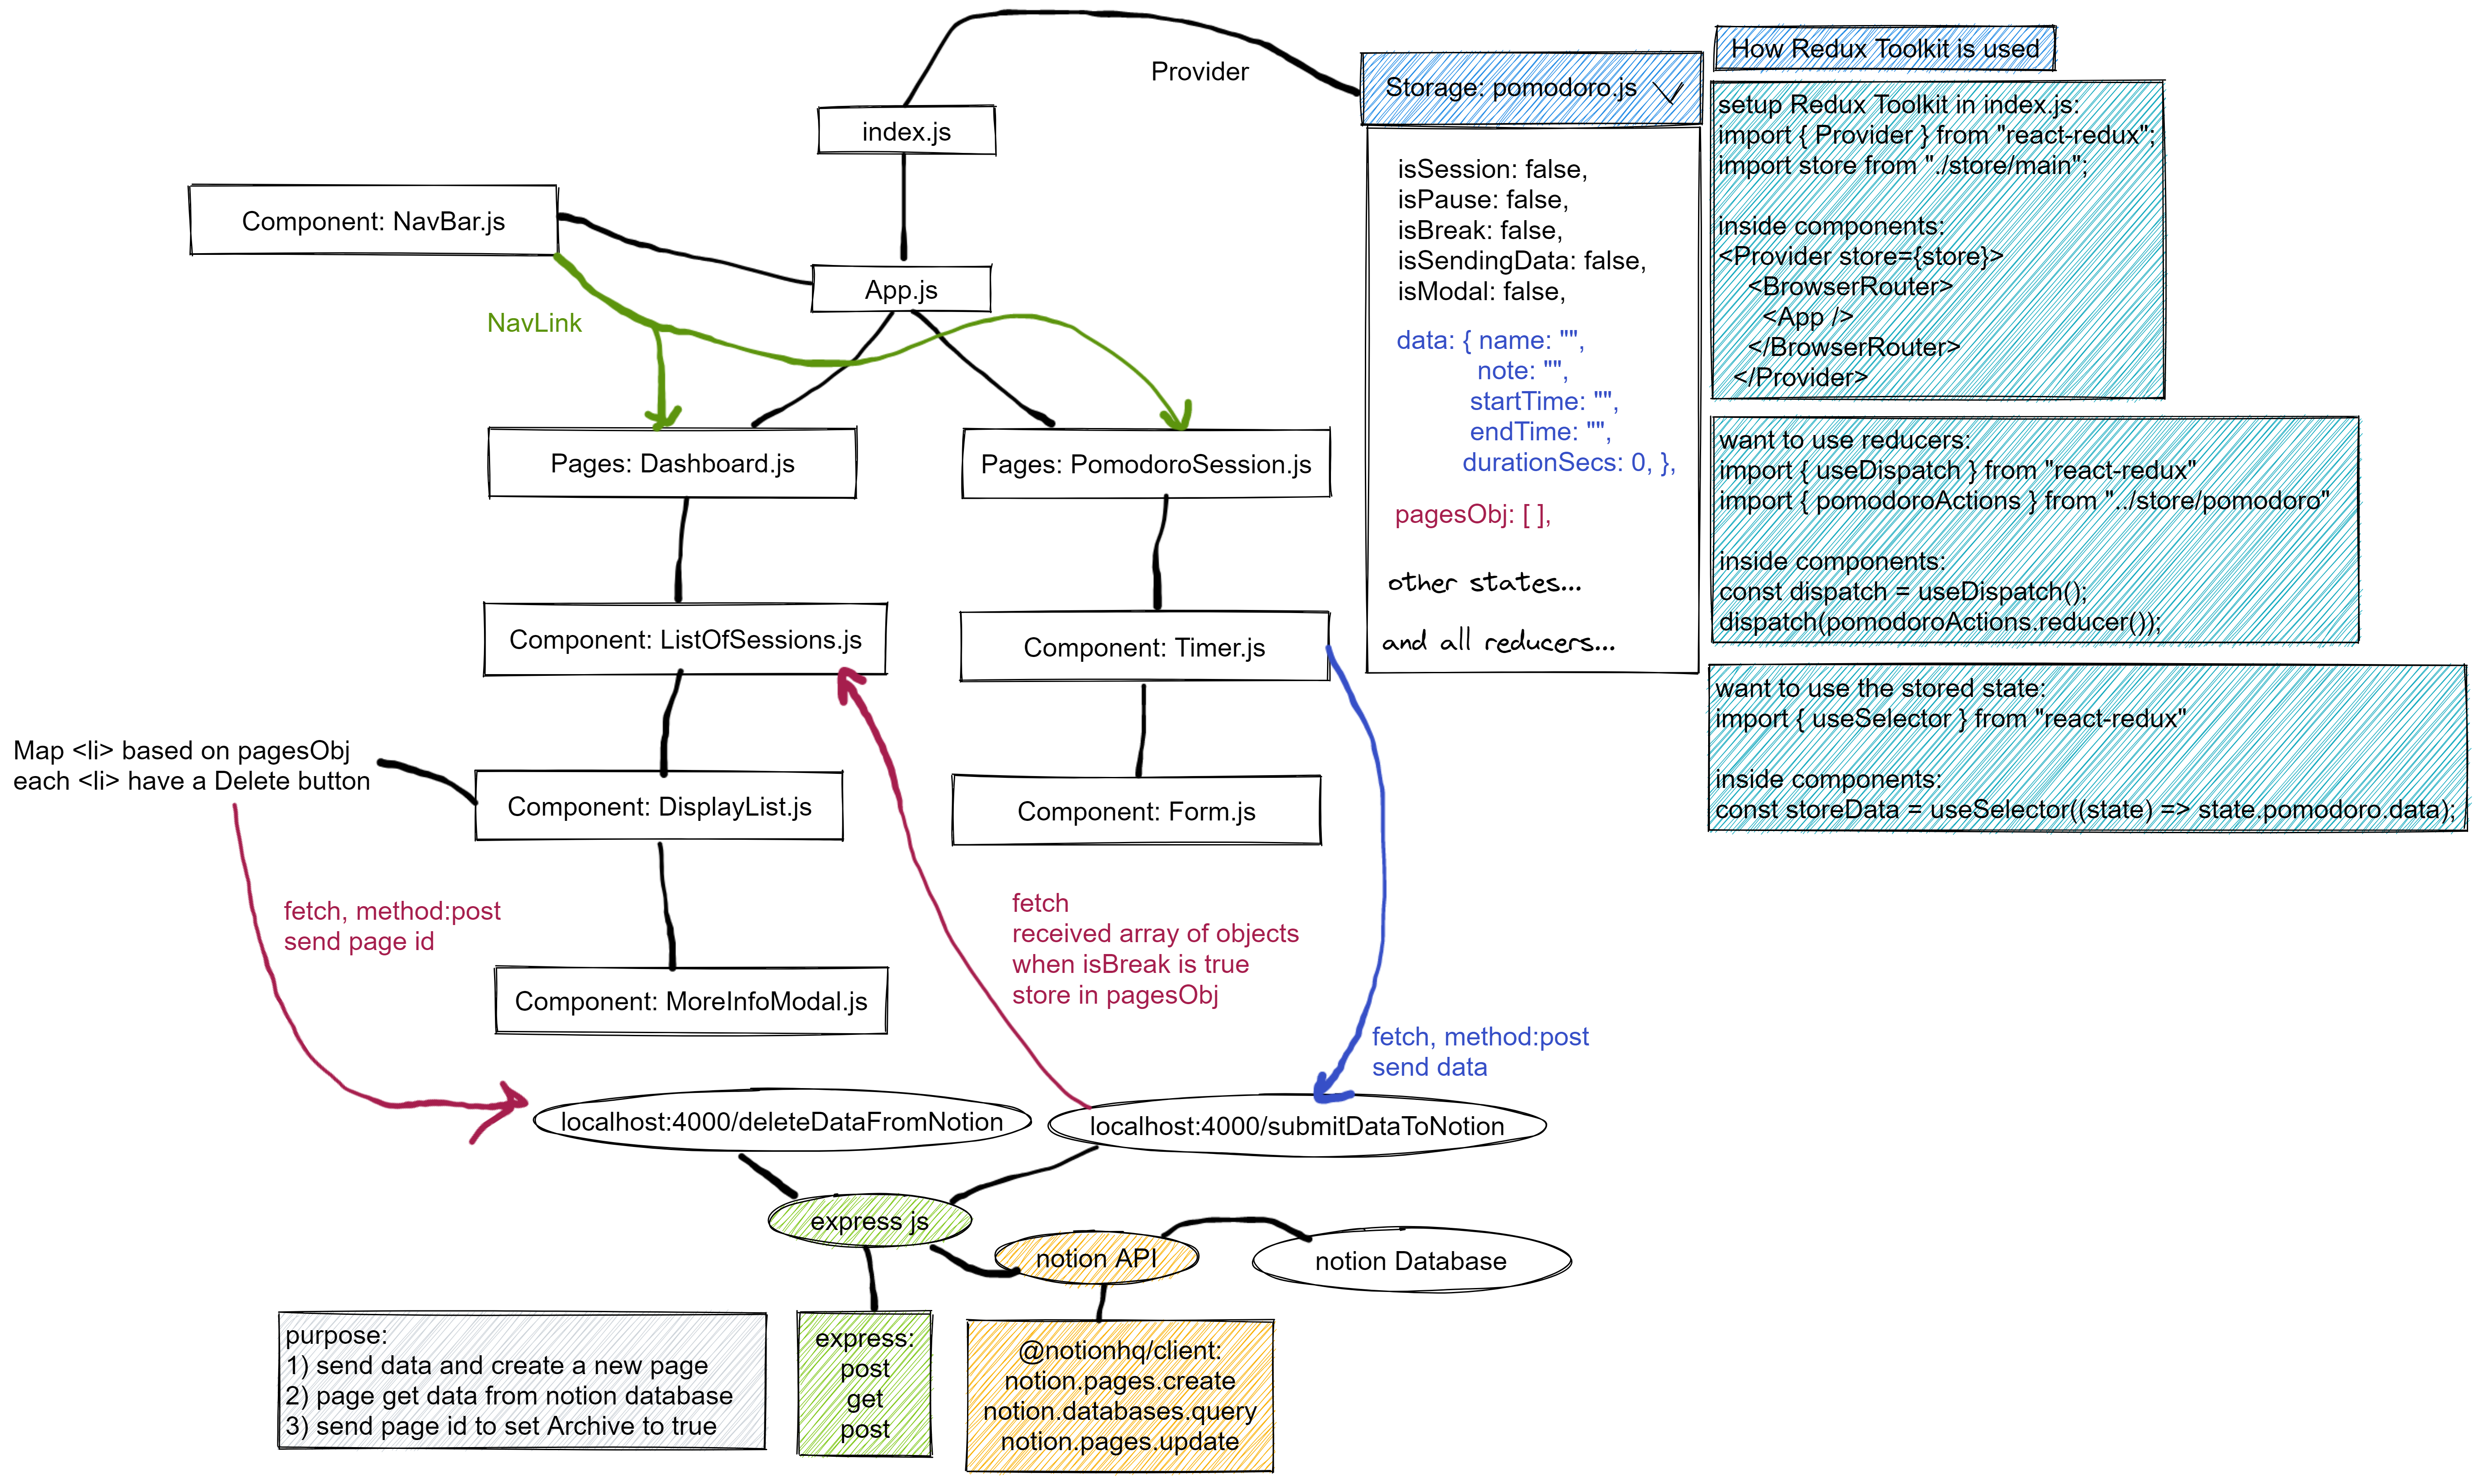 Provider
index.js
Component: NavBar.js
App.js
NavLink
Pages: Dashboard.js
Pages: PomodoroSession.js
Component: ListOfSessions.js
Component: Timer.js
Map <li> based on pagesObj
each <li> have a Delete button
Component: DisplayList.js
Component: Form.js
fetch, method:post
send page id
Component: MoreInfoModal.js
fetch
received array of objects
when isBreak is true
store in pagesObj
fetch, method:post
send data
localhost:4000/deleteDataFromNotion
localhost:4000/submitDataToNotion
express js
notion API
notion Database
purpose:
1) send data and create a new page
2) page get data from notion database
3) send page id to set Archive to true
express:
post
get
post
@notionhq/client:
notion.pages.create
notion.databases.query
notion.pages.update
Storage: pomodoro.js
isSession: false,
isPause: false,
isBreak: false,
isSendingData: false,
isModal: false,
data: { name: "",
note: "",
startTime: "",
endTime: "",
durationSecs: 0, },
pagesObj: [ ],
other states...
and all reducers...
How Redux Toolkit is used
setup Redux Toolkit in index.js:
import { Provider } from "react-redux";
import store from "./store/main";
inside components:
<Provider store={store}>
<BrowserRouter>
<App />
</BrowserRouter>
</Provider>
want to use reducers:
import { useDispatch } from "react-redux"
import { pomodoroActions } from "../store/pomodoro"
inside components:
const dispatch = useDispatch();
dispatch(pomodoroActions.reducer());
want to use the stored state:
import { useSelector } from "react-redux"
inside components:
const storeData = useSelector((state) => state.pomodoro.data);